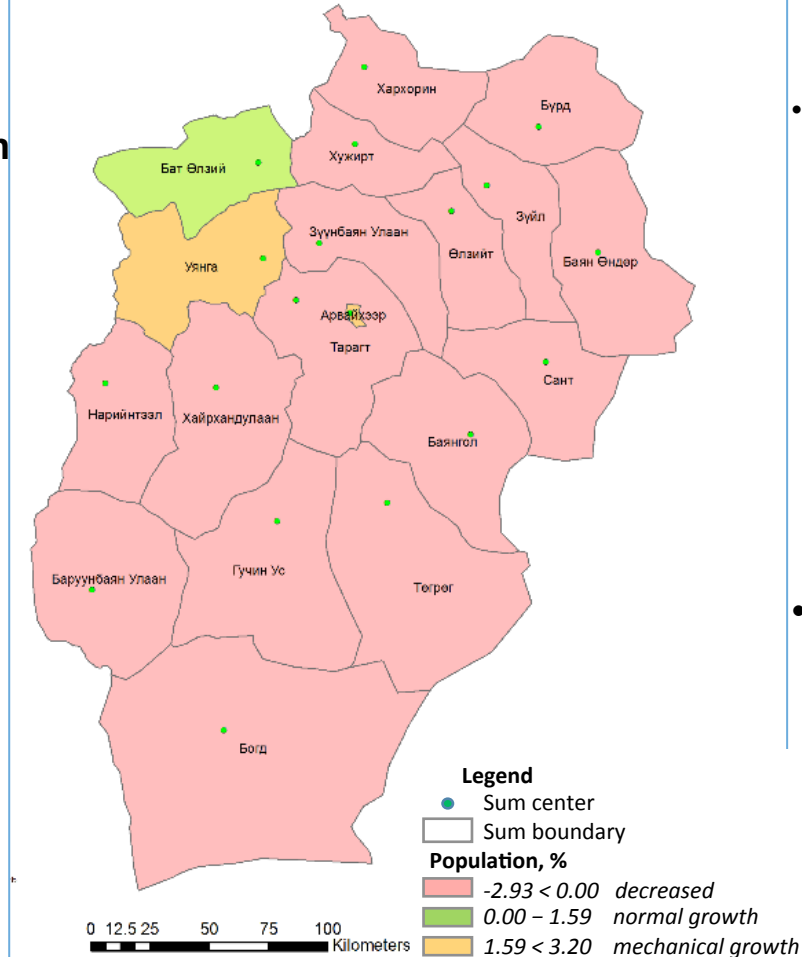 n
Хархорин
Бүрд
Хужирт
Бат Өлзий
Зүйл
Зүүнбаян Улаан
Өлзийт
Баян Өндөр
Уянга
Арвайхээр
Тарагт
Сант
Нарийнтээл
Хайрхандулаан
Баянгол
Баруунбаян Улаан
Гучин Ус
Төгрөг
Богд
Legend
Sum center
Sum boundary
Population, %
-2.93 < 0.00 decreased
0.00 – 1.59 normal growth
1.59 < 3.20 mechanical growth
0 12.5 25 50 75 100
Kilometers